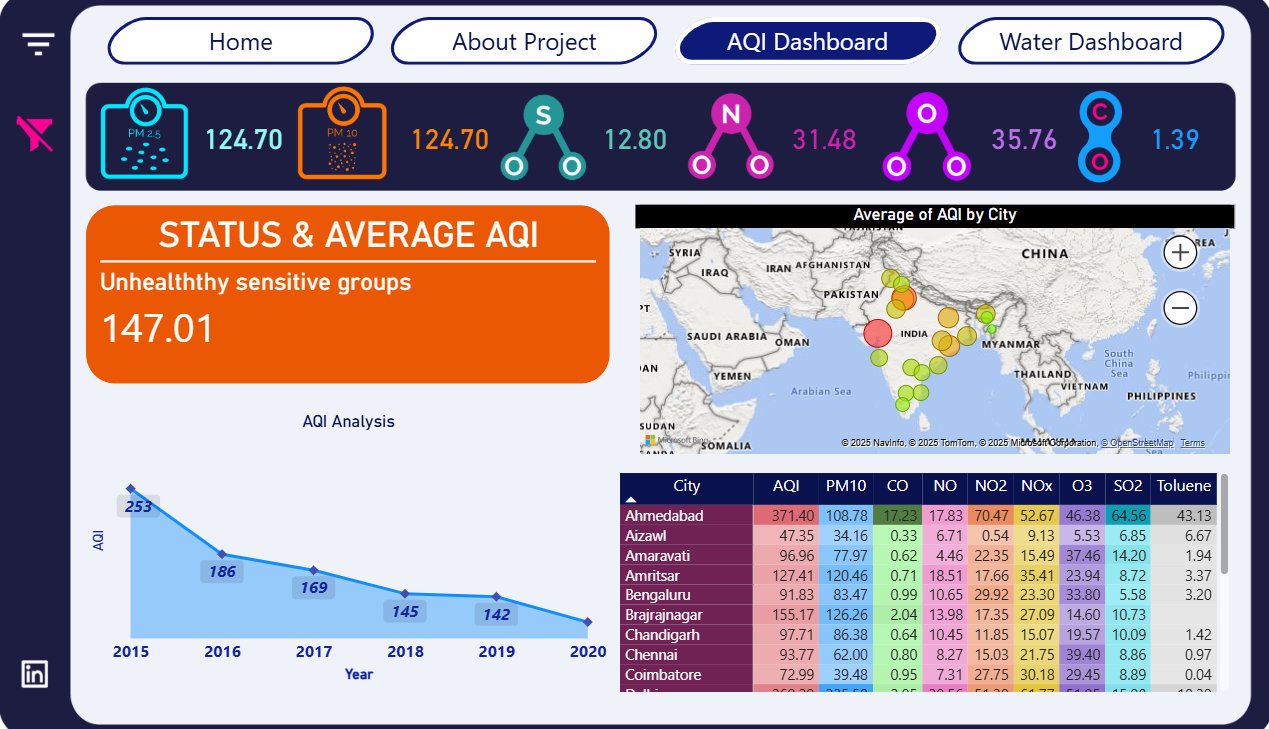 Home About Project AQI Dashboard Water Dashboard
PM 2.5 124.70 PM 10 124.70 S O O 12.80 N O O 31.48 O O O 35.76 C O 1.39
STATUS & AVERAGE AQI
Unhealththy sensitive groups
147.01
Average of AQI by City
SYRIA
IRAQ
IRAN
AFGHANISTAN
CHINA
PAKISTAN
SAUDI ARABIA
OMAN
INDIA
MYANMAR
YEMEN
THAILAND
South
China
Sea
VIETNAM
Arabian Sea
PHILIPPINES
SUDAN
SOMALIA
Microsoft Bing
© 2025 NavInfo, © 2025 TomTom, © 2025 Microsoft Corporation, © OpenStreetMap Terms
AQI Analysis
AQI
253
186
169
145
142
2015 2016 2017 2018 2019 2020
Year
City AQI PM10 CO NO NO2 NOx O3 SO2 Toluene
Ahmedabad 371.40 108.78 17.23 17.83 70.47 52.67 46.38 64.56 43.13
Aizawl 47.35 34.16 0.33 6.71 0.54 9.13 5.53 6.85 6.67
Amaravati 96.96 77.97 0.62 4.46 22.35 15.49 37.46 14.20 1.94
Amritsar 127.41 120.46 0.71 18.51 17.66 35.41 23.94 8.72 3.37
Bengaluru 91.83 83.47 0.99 10.65 29.92 23.30 33.80 5.58 3.20
Brajrajnagar 155.17 126.26 2.04 13.98 17.35 27.09 14.60 10.73
Chandigarh 97.71 86.38 0.64 10.45 11.85 15.07 19.57 10.09 1.42
Chennai 93.77 62.00 0.80 8.27 15.03 21.75 39.40 8.86 0.97
Coimbatore 72.99 39.48 0.95 7.31 27.75 30.18 29.45 8.89 0.04
in